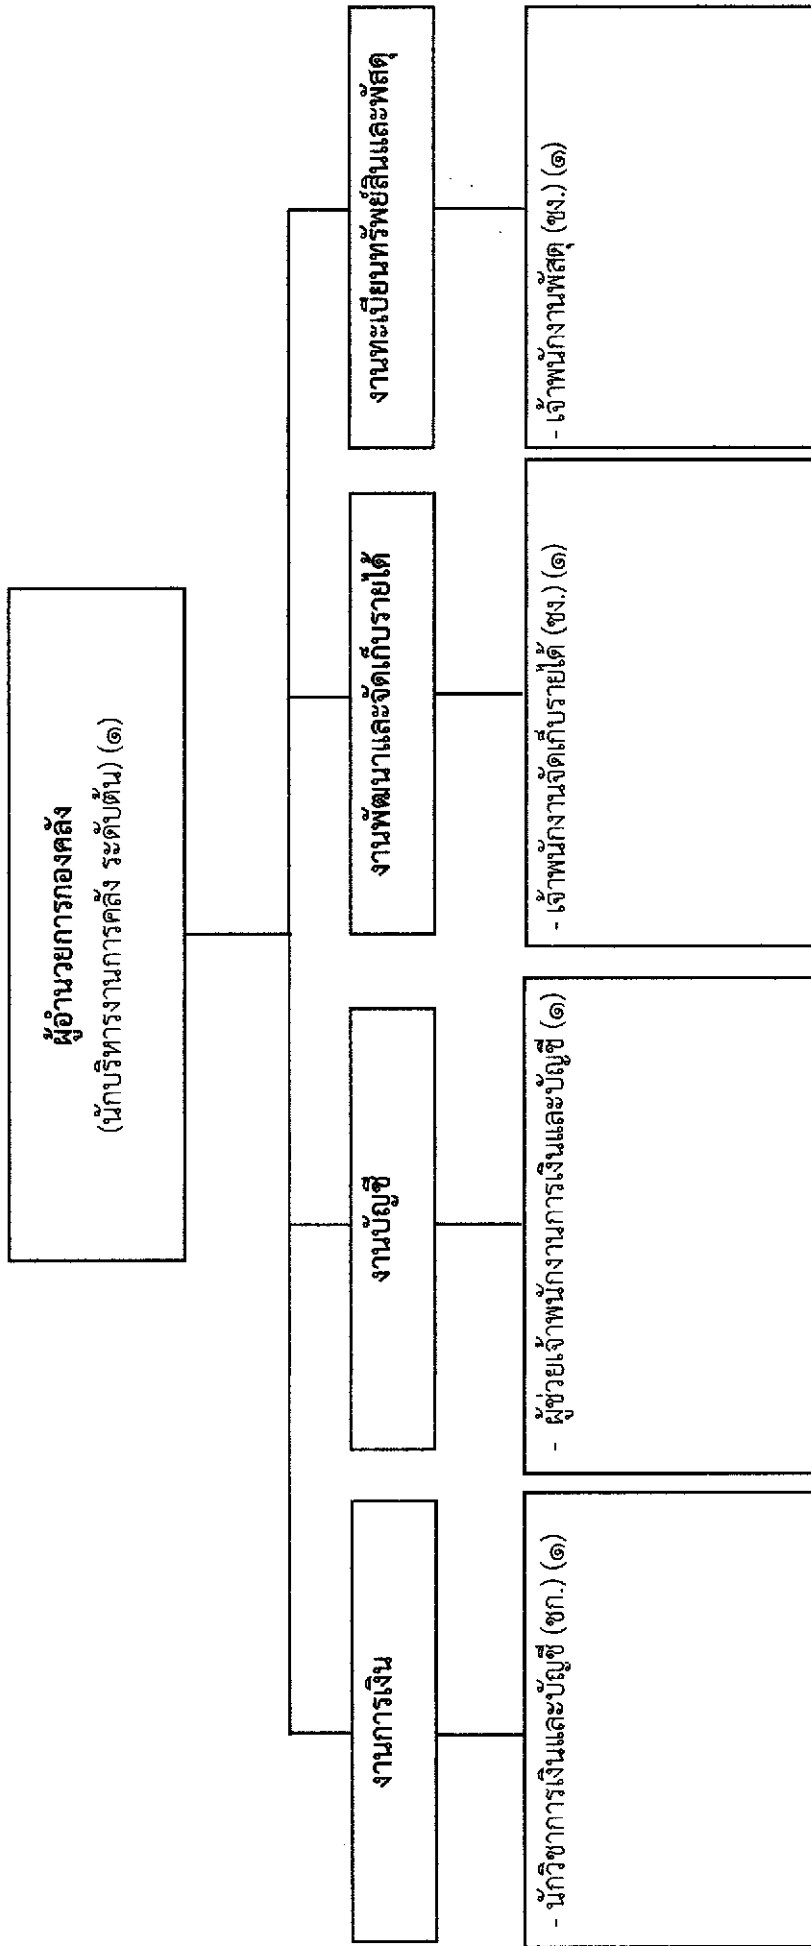 ผู้อำนวยการกองคลัง
(นักบริหารงานการคลัง ระดับต้น) (๑)
งานการเงิน
งานบัญชี
งานพัฒนาและจัดเก็บรายได้
งานทะเบียนทรัพย์สินและพัสดุ
- นักวิชาการเงินและบัญชี (ชก.) (๑)
- ผู้ช่วยเจ้าพนักงานการเงินและบัญชี (๑)
- เจ้าพนักงานจัดเก็บรายได้ (ชง.) (๑)
- เจ้าพนักงานพัสดุ (ชง.) (๑)